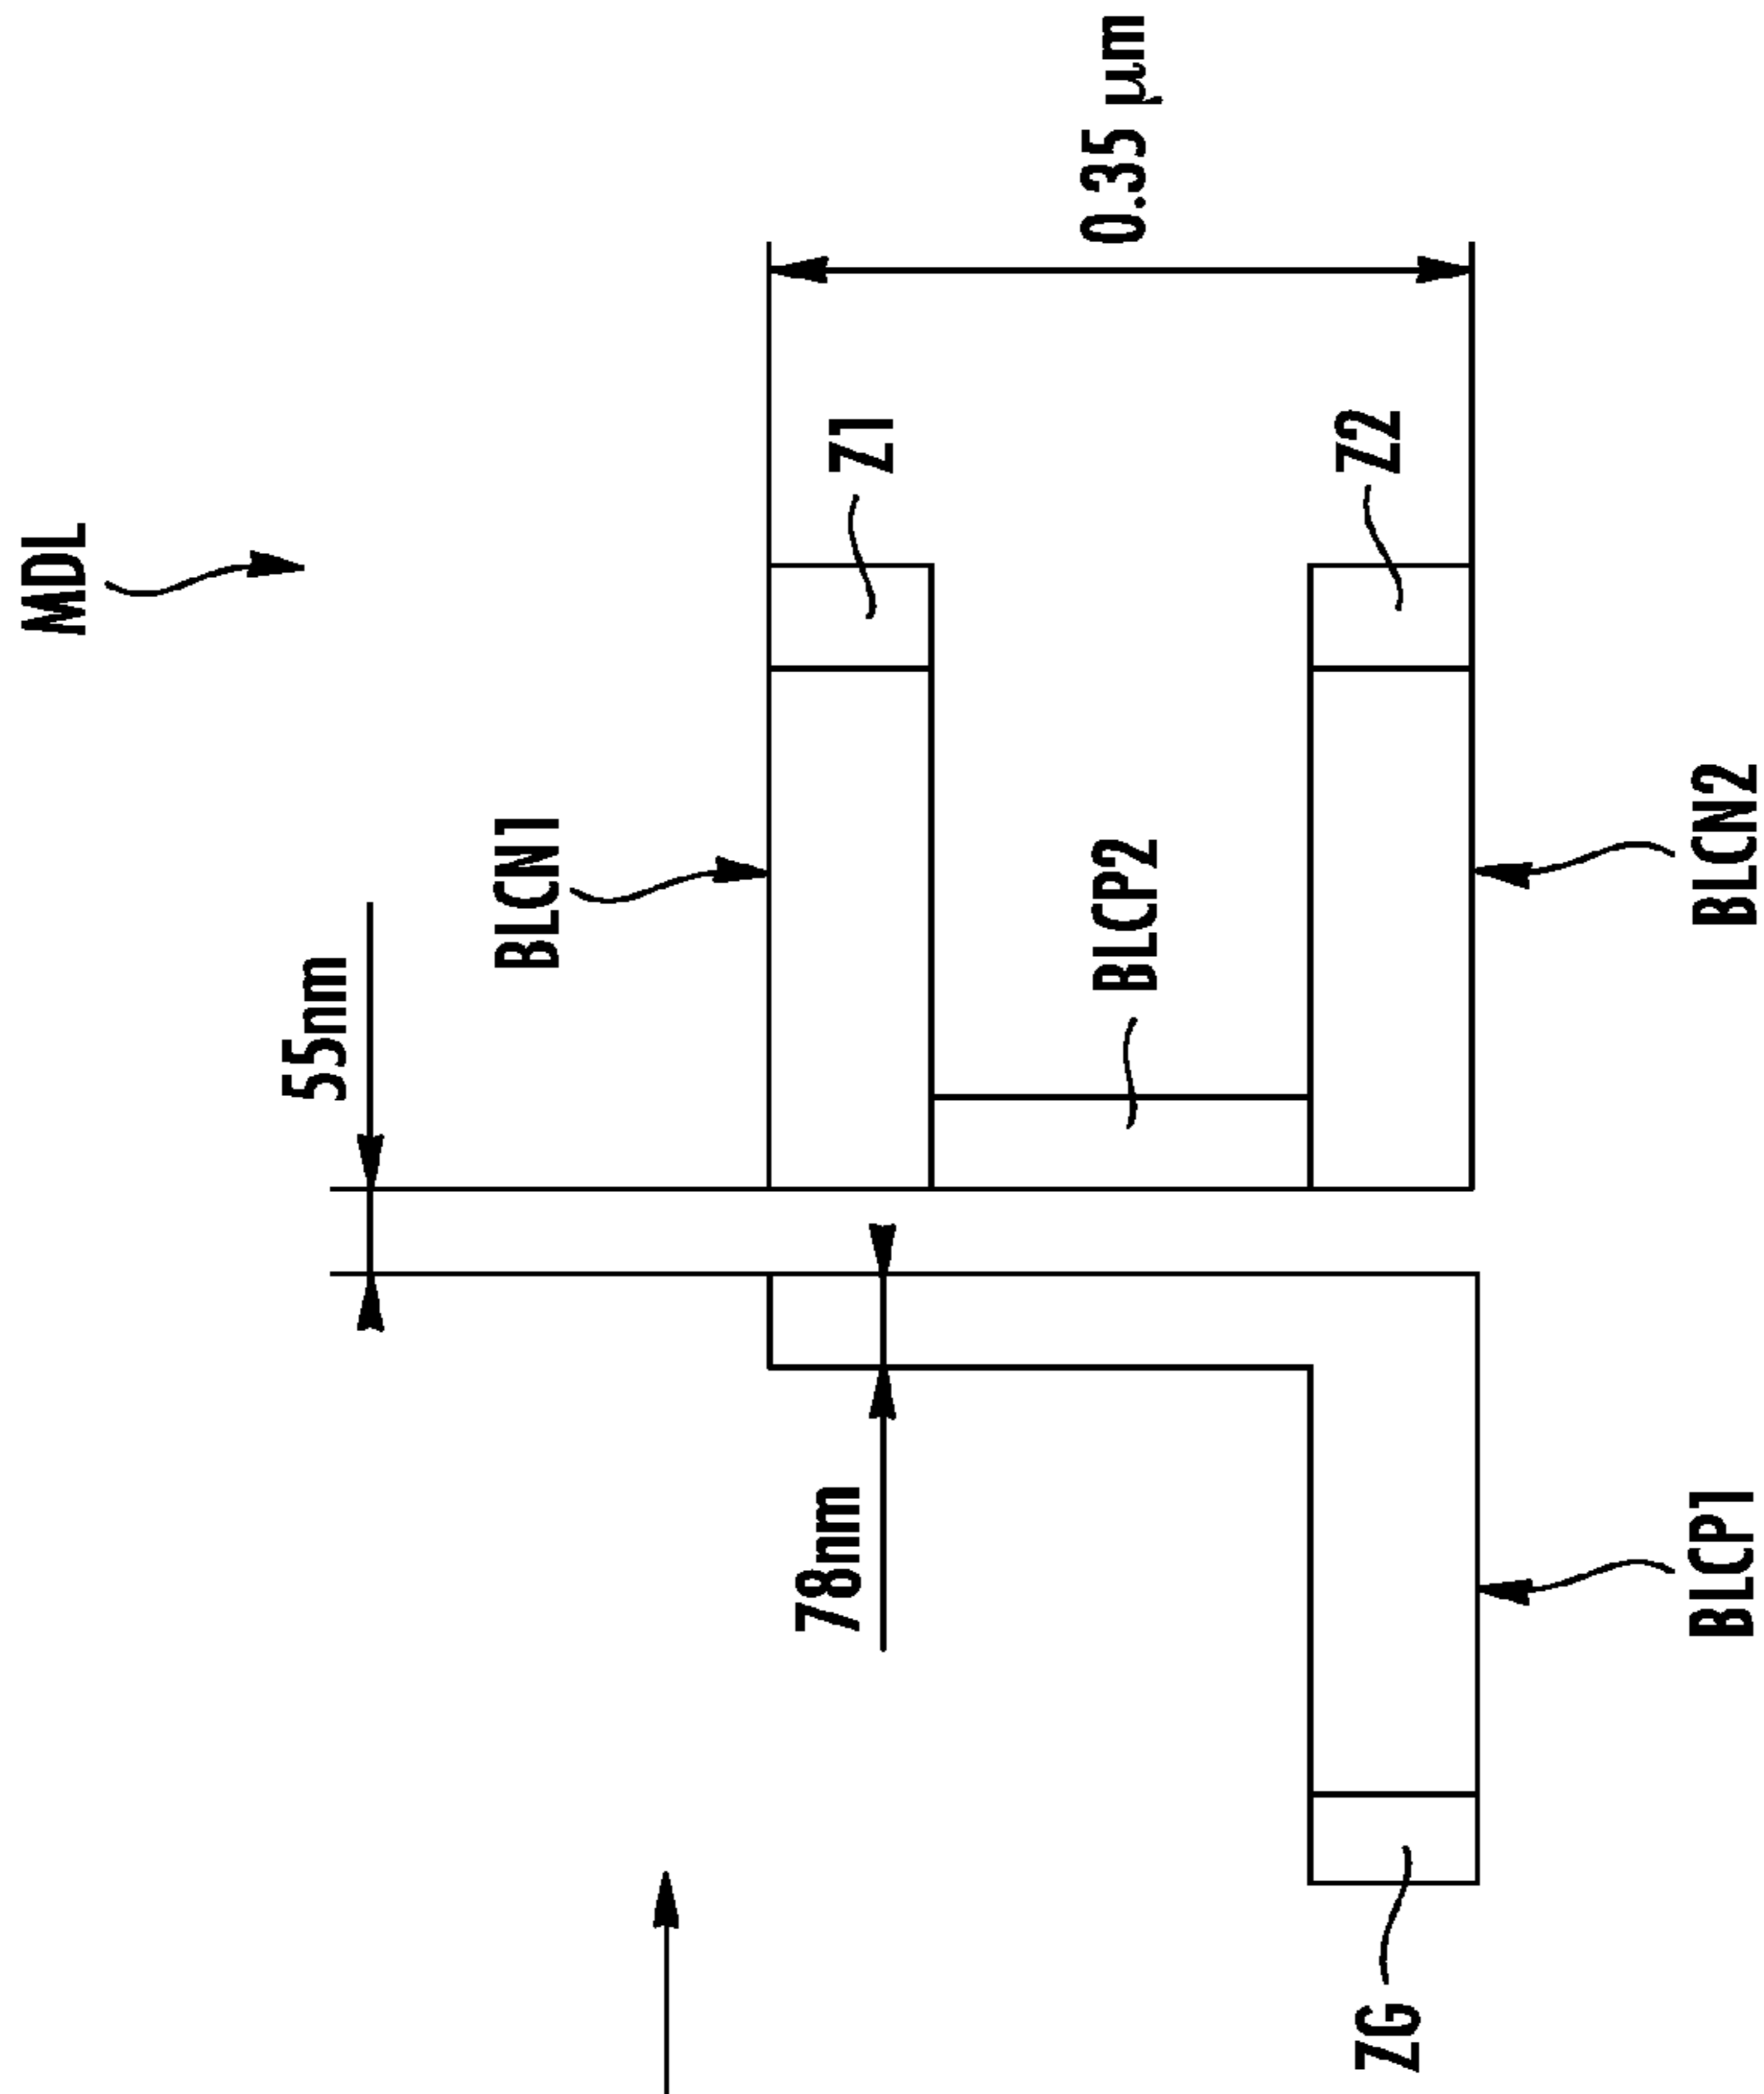 MDL
55nm
BLCN1
78nm
BLCP2
0.35 μm
Z1
Z2
ZG
BLCN2
BLCP1